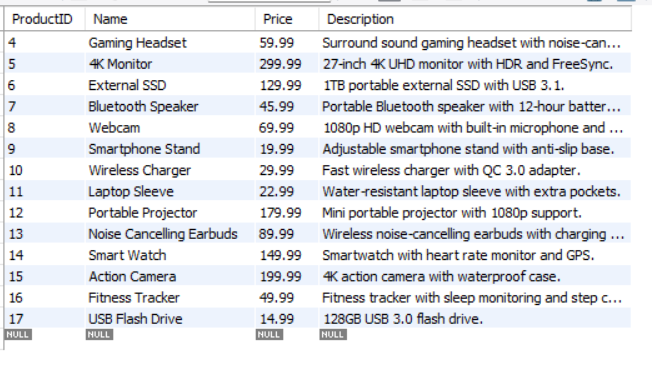 ProductID Name Price Description
4 Gaming Headset 59.99 Surround sound gaming headset with noise-can...
5 4K Monitor 299.99 27-inch 4K UHD monitor with HDR and FreeSync.
6 External SSD 129.99 1TB portable external SSD with USB 3.1.
7 Bluetooth Speaker 45.99 Portable Bluetooth speaker with 12-hour batter...
8 Webcam 69.99 1080p HD webcam with built-in microphone and ...
9 Smartphone Stand 19.99 Adjustable smartphone stand with anti-slip base.
10 Wireless Charger 29.99 Fast wireless charger with QC 3.0 adapter.
11 Laptop Sleeve 22.99 Water-resistant laptop sleeve with extra pockets.
12 Portable Projector 179.99 Mini portable projector with 1080p support.
13 Noise Cancelling Earbuds 89.99 Wireless noise-cancelling earbuds with charging ...
14 Smart Watch 149.99 Smartwatch with heart rate monitor and GPS.
15 Action Camera 199.99 4K action camera with waterproof case.
16 Fitness Tracker 49.99 Fitness tracker with sleep monitoring and step c...
17 USB Flash Drive 14.99 128GB USB 3.0 flash drive.
NULL NULL NULL NULL